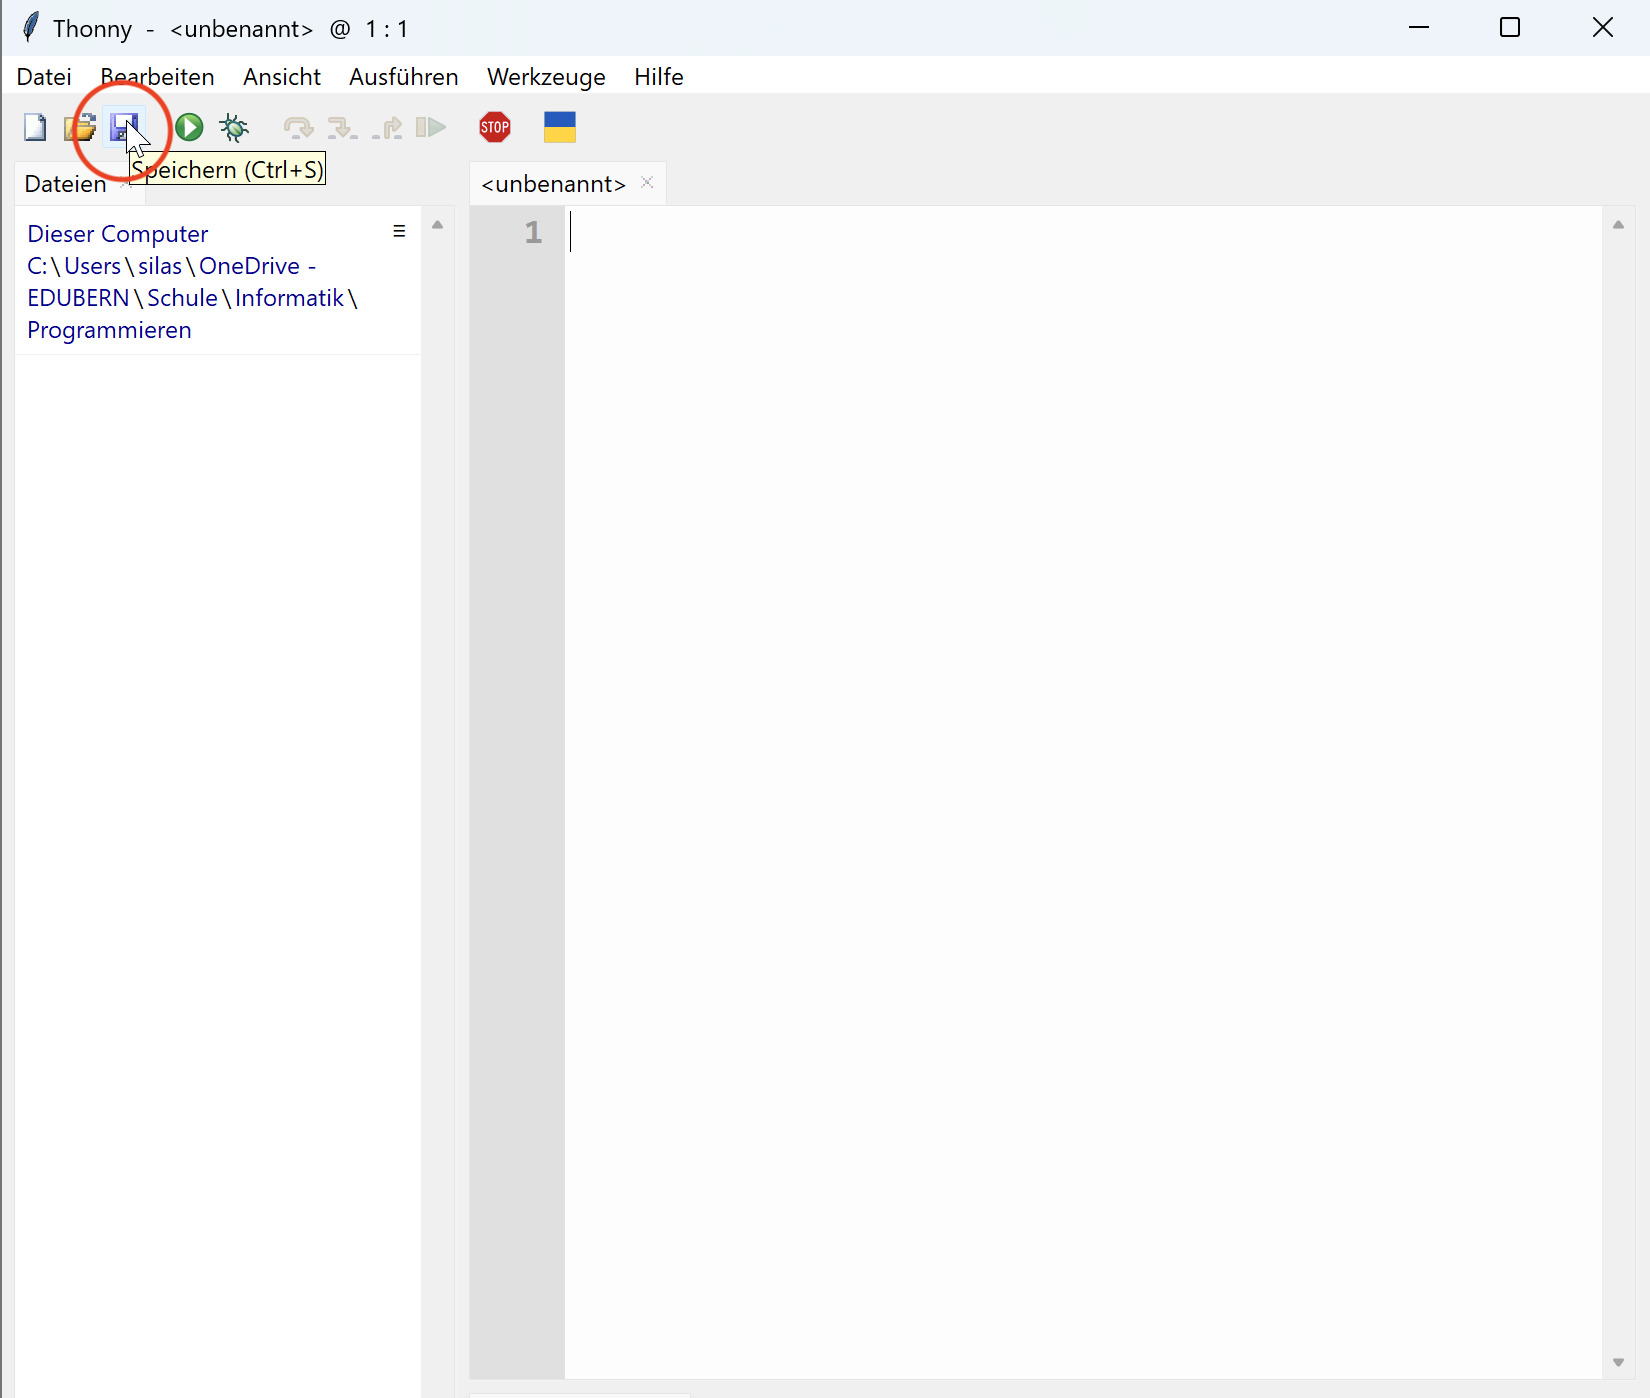 Thonny - <unbenannt> @ 1 : 1
Datei Bearbeiten Ansicht Ausführen Werkzeuge Hilfe
STOP
Speichern (Ctrl+S)
Dateien
<unbenannt>
Dieser Computer
C:\Users\silas\OneDrive -
EDUBERN\Schule\Informatik\
Programmieren
1